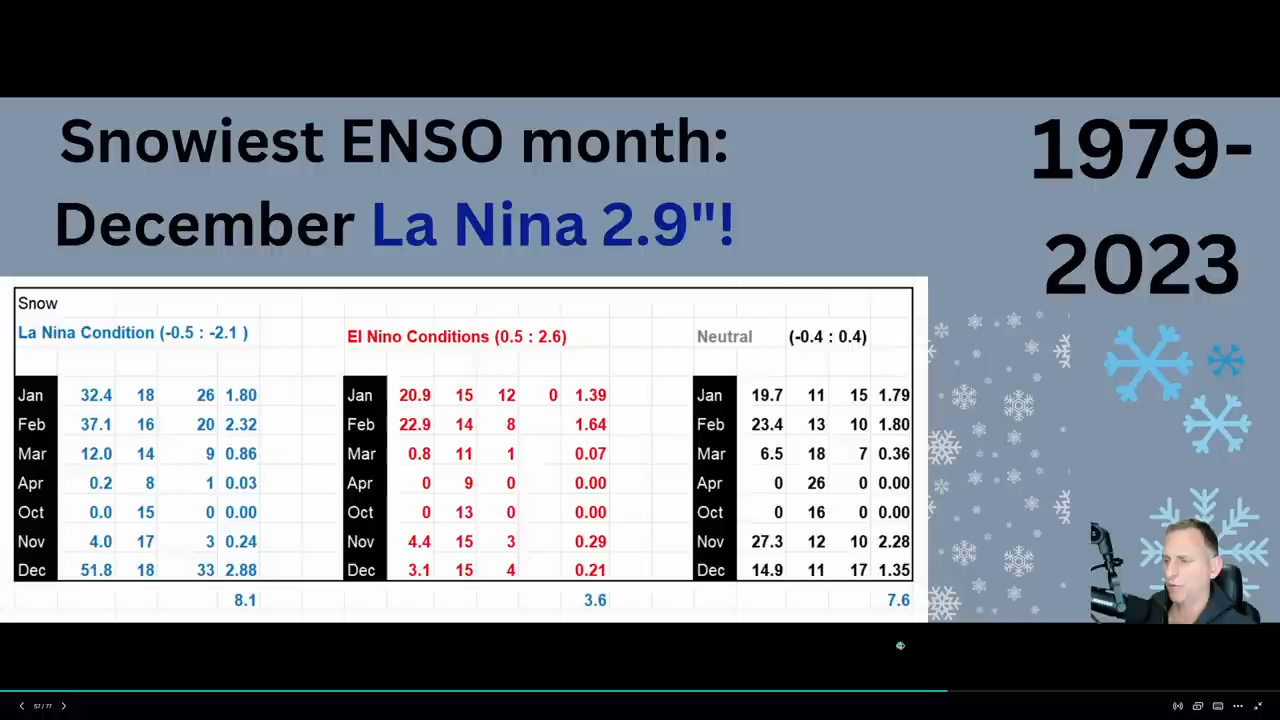 Snowiest ENSO month:
December La Nina 2.9"!
1979-
2023
Snow
La Nina Condition (-0.5 : -2.1 )
El Nino Conditions (0.5 : 2.6)
Neutral (-0.4 : 0.4)
Jan 32.4 18 26 1.80 Jan 20.9 15 12 0 1.39 Jan 19.7 11 15 1.79
Feb 37.1 16 20 2.32 Feb 22.9 14 8 1.64 Feb 23.4 13 10 1.80
Mar 12.0 14 9 0.86 Mar 0.8 11 1 0.07 Mar 6.5 18 7 0.36
Apr 0.2 8 1 0.03 Apr 0 9 0 0.00 Apr 0 26 0 0.00
Oct 0.0 15 0 0.00 Oct 0 13 0 0.00 Oct 0 16 0 0.00
Nov 4.0 17 3 0.24 Nov 4.4 15 3 0.29 Nov 27.3 12 10 2.28
Dec 51.8 18 33 2.88 Dec 3.1 15 4 0.21 Dec 14.9 11 17 1.35
8.1 3.6 7.6
57 / 77